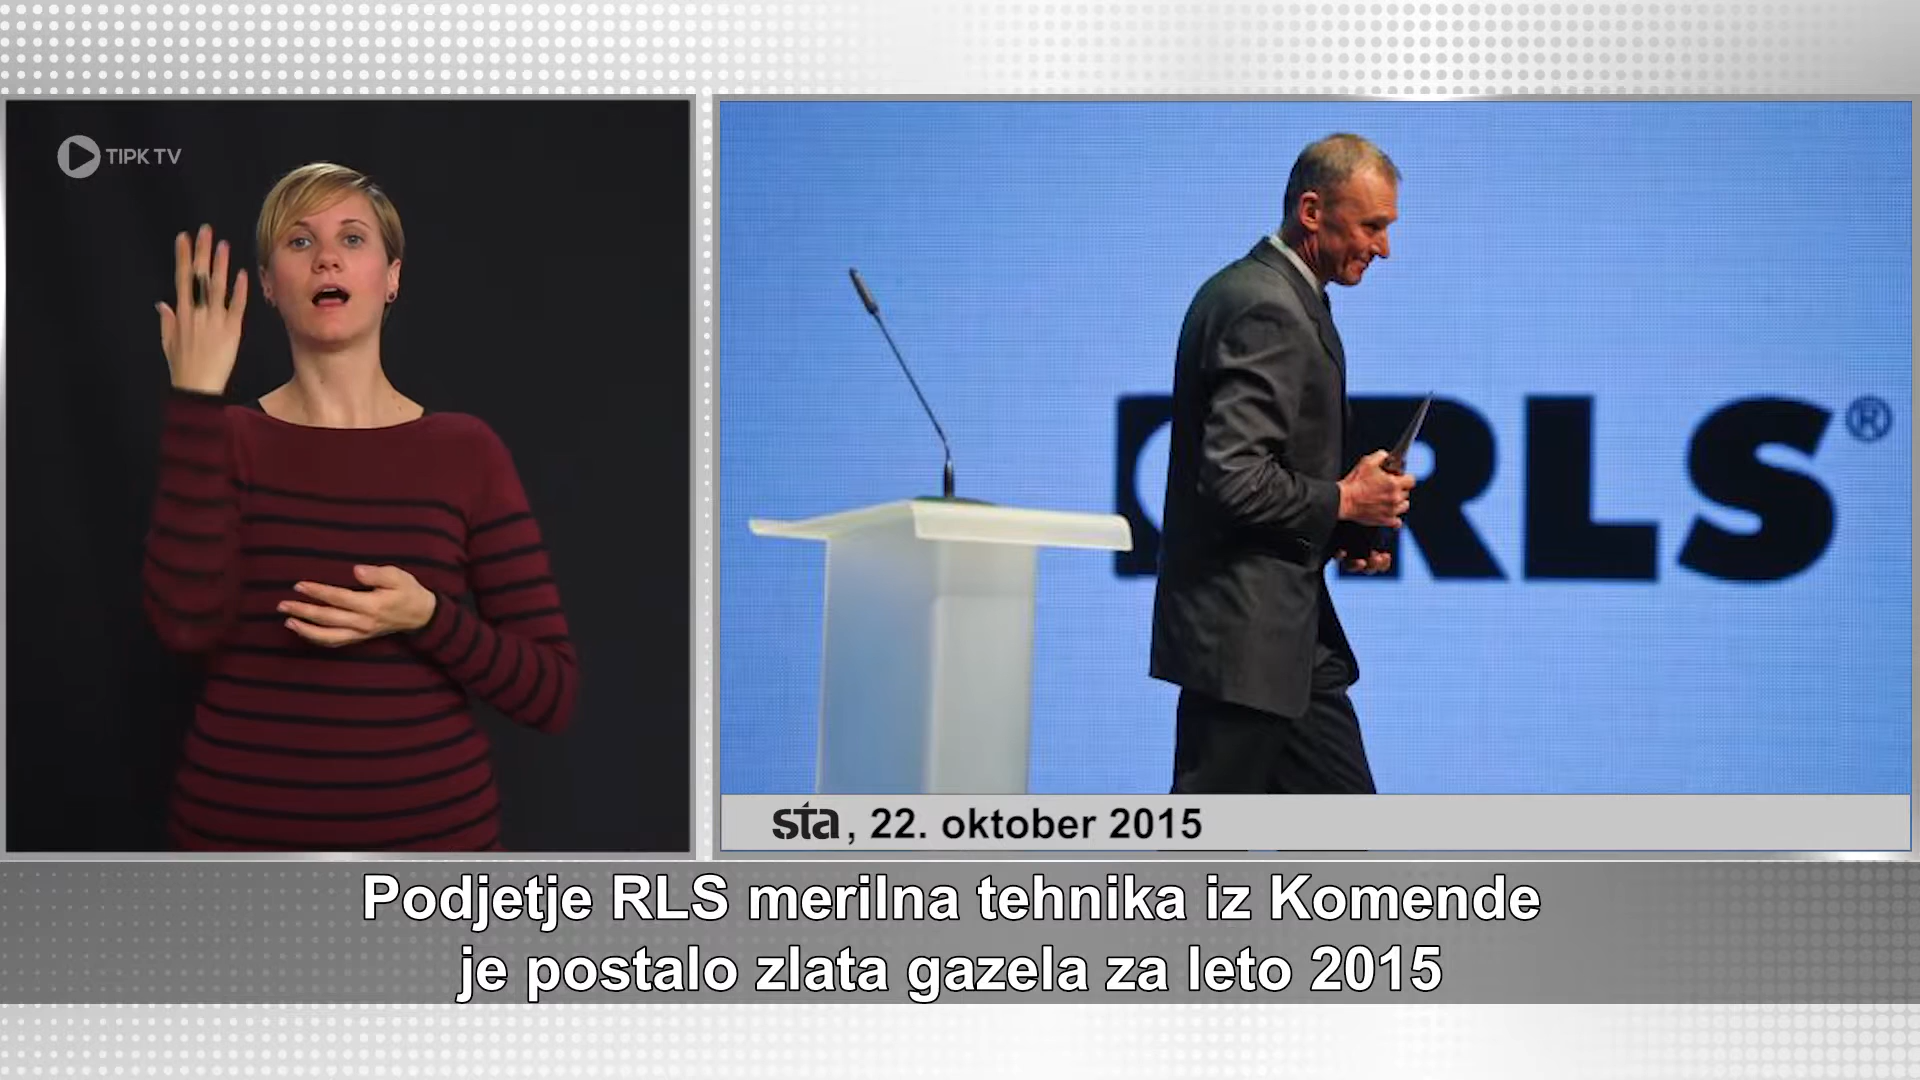 TIPK TV
RLS®
sta, 22. oktober 2015
Podjetje RLS merilna tehnika iz Komende
je postalo zlata gazela za leto 2015